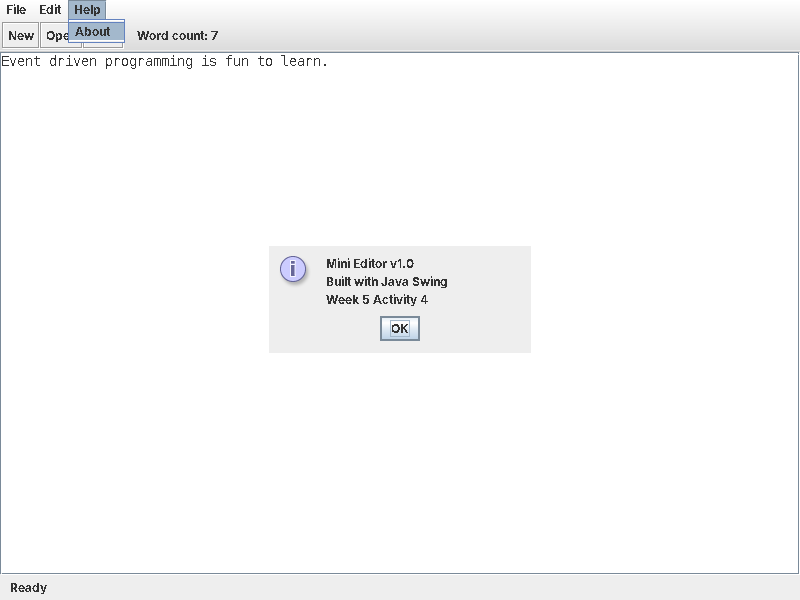 File Edit Help
About
New Ope Word count: 7
Event driven programming is fun to learn.
Mini Editor v1.0
Built with Java Swing
Week 5 Activity 4
OK
Ready